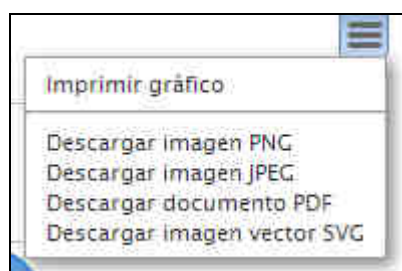 Imprimir gráfico
Descargar imagen PNG
Descargar imagen JPEG
Descargar documento PDF
Descargar imagen vector SVG